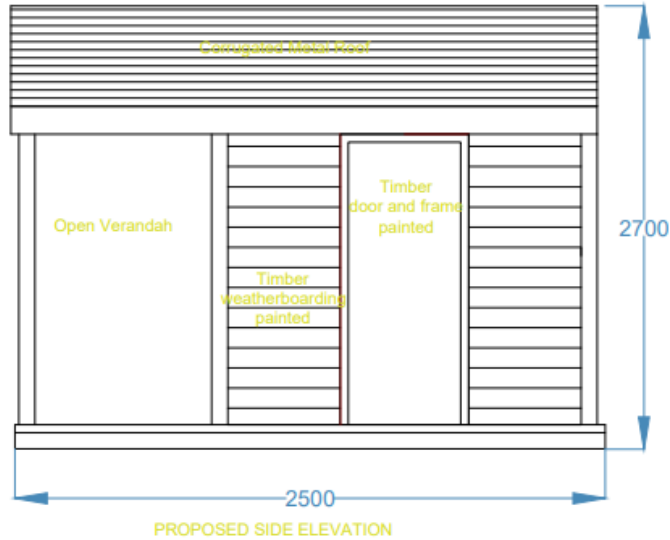 Corrugated Metal Roof
Open Verandah
Timber
door and frame
painted
2700
Timber
weatherboarding
painted
2500
PROPOSED SIDE ELEVATION